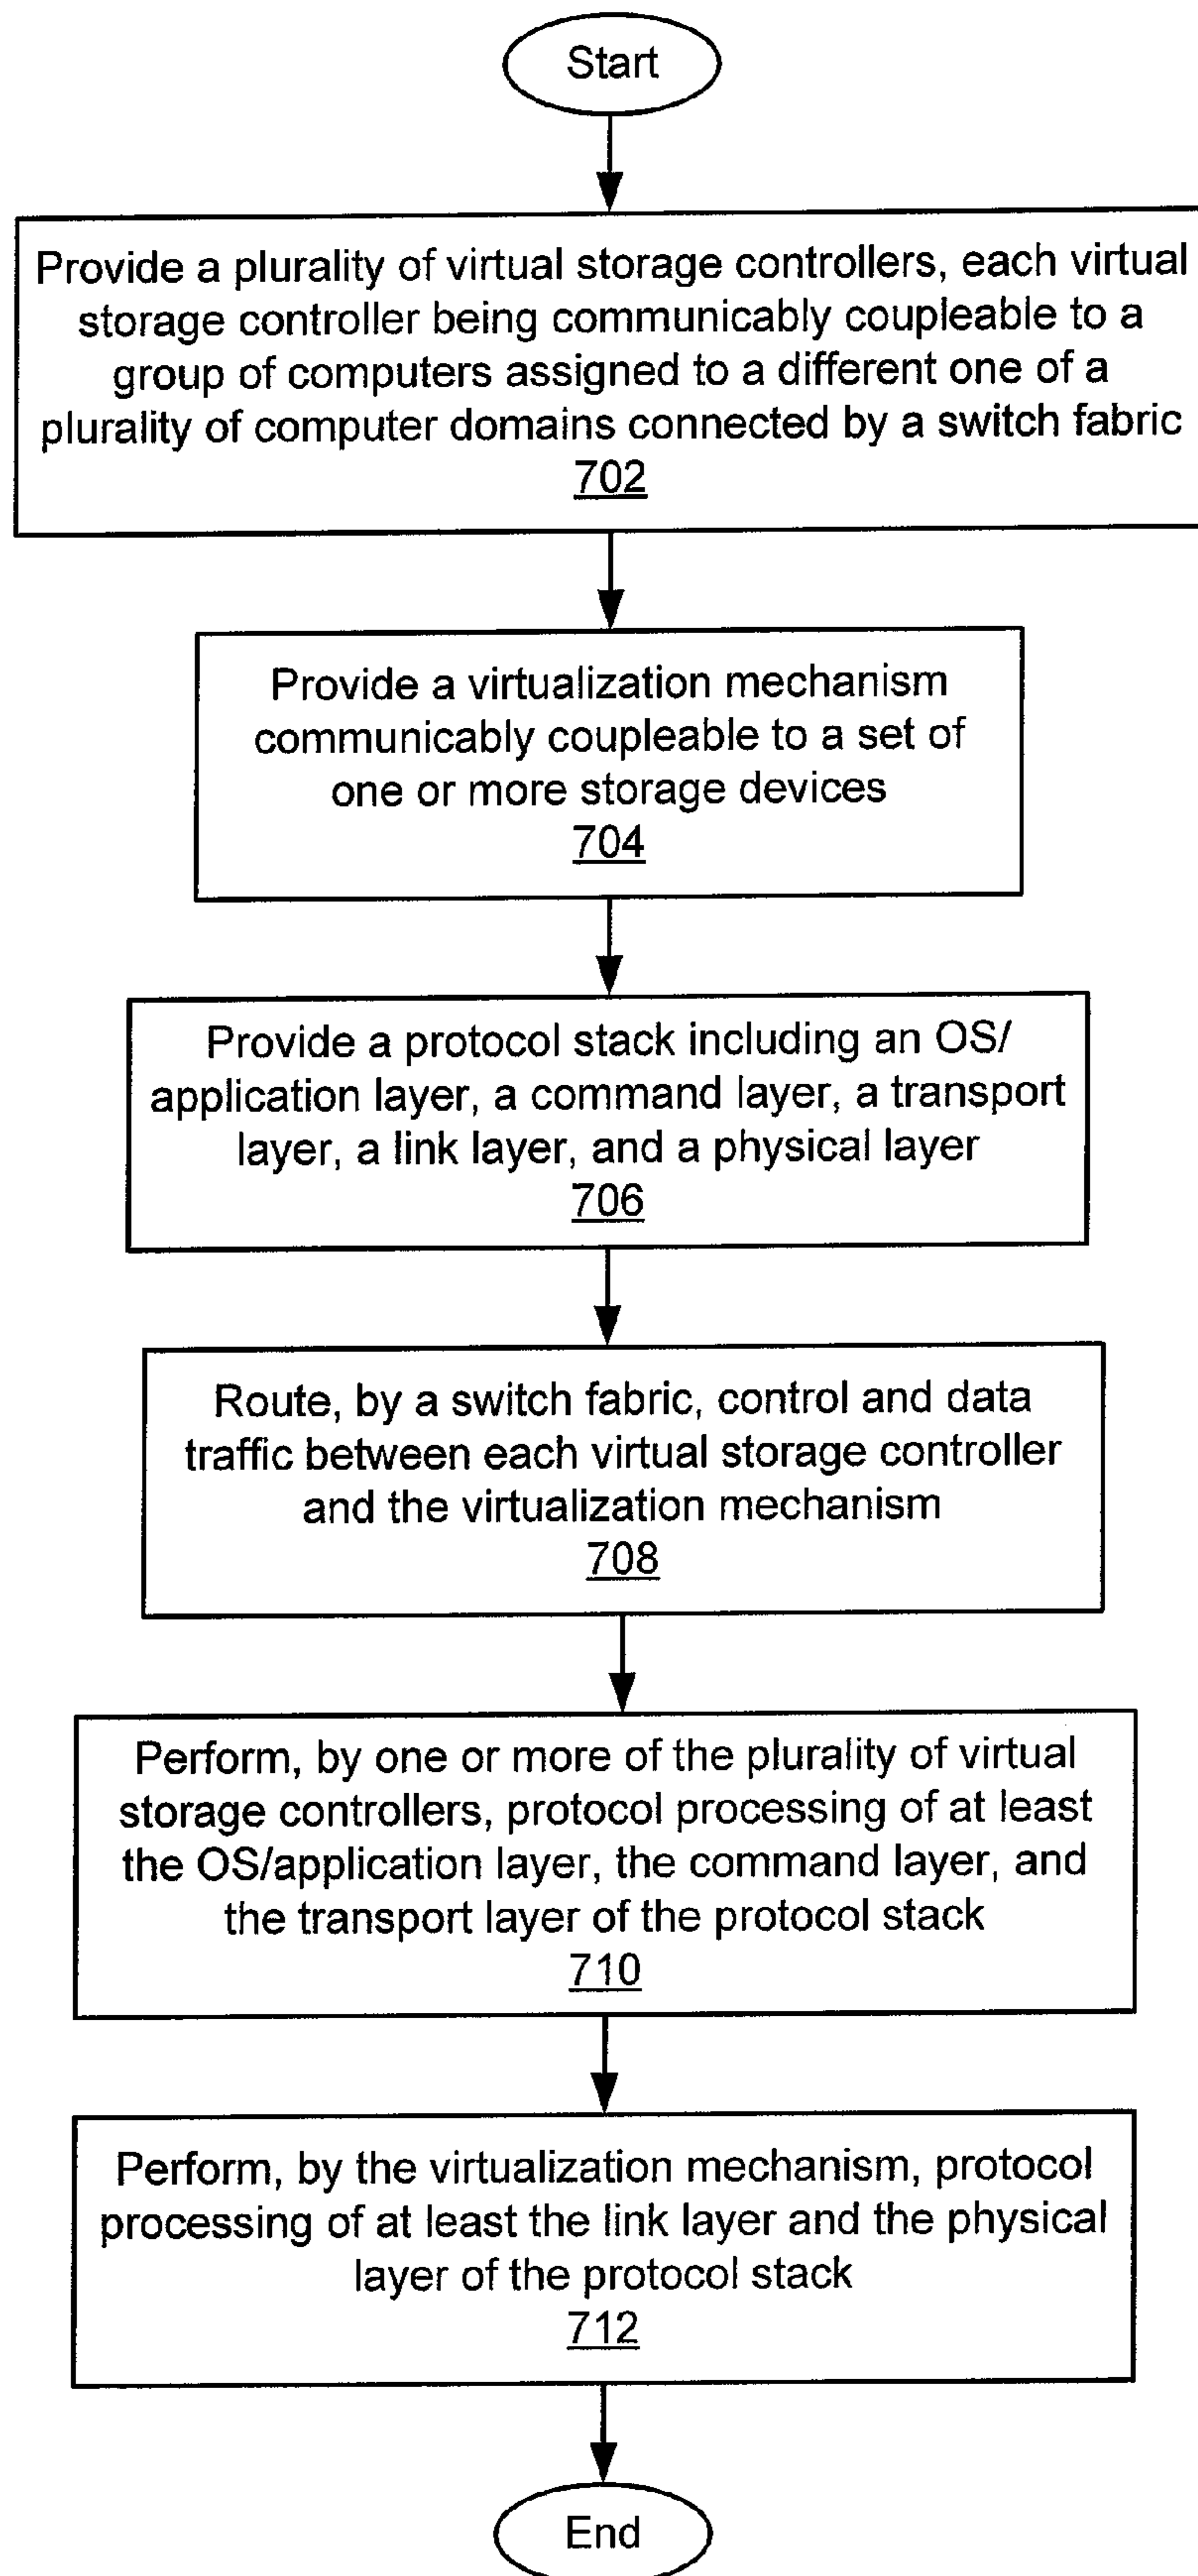 Start
Provide a plurality of virtual storage controllers, each virtual
storage controller being communicably coupleable to a
group of computers assigned to a different one of a
plurality of computer domains connected by a switch fabric
702
Provide a virtualization mechanism
communicably coupleable to a set of
one or more storage devices
704
Provide a protocol stack including an OS/
application layer, a command layer, a transport
layer, a link layer, and a physical layer
706
Route, by a switch fabric, control and data
traffic between each virtual storage controller
and the virtualization mechanism
708
Perform, by one or more of the plurality of virtual
storage controllers, protocol processing of at least
the OS/application layer, the command layer, and
the transport layer of the protocol stack
710
Perform, by the virtualization mechanism, protocol
processing of at least the link layer and the physical
layer of the protocol stack
712
End